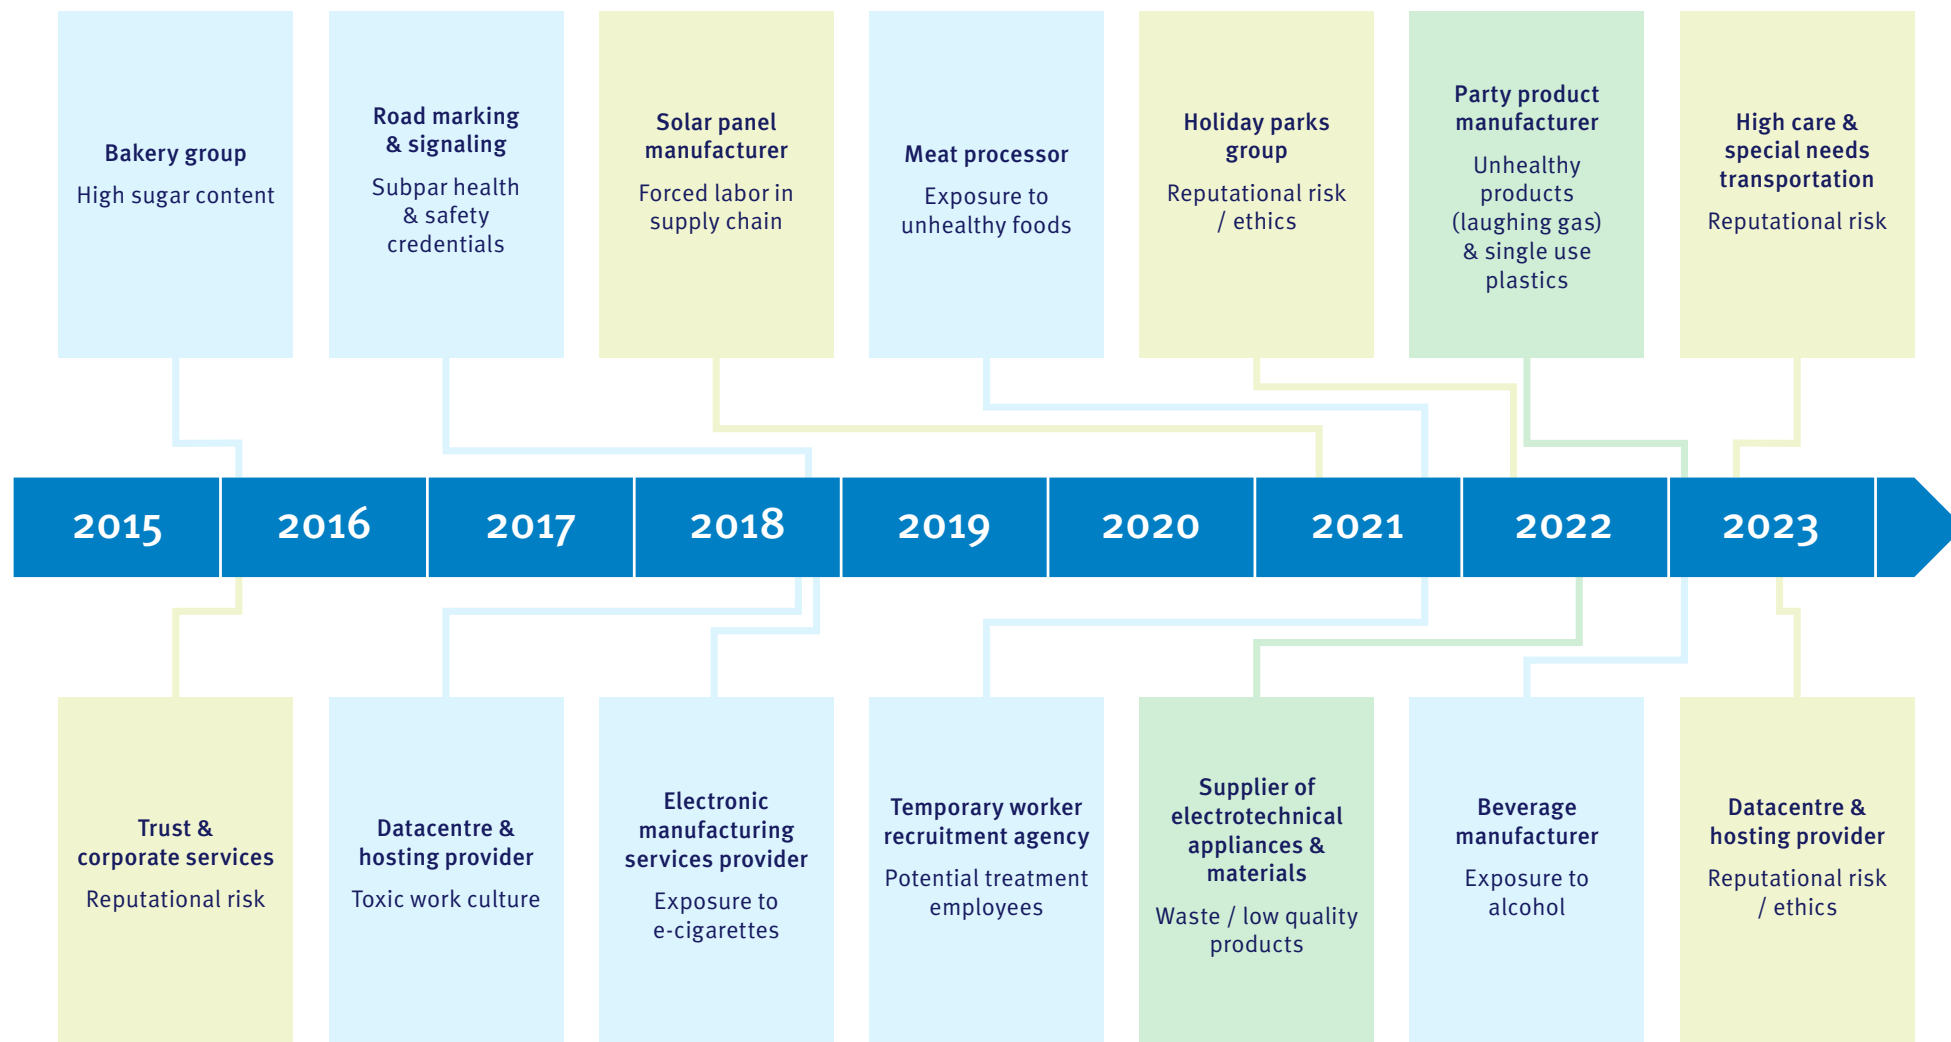 Bakery group
High sugar content
Road marking
& signaling
Subpar health
& safety
credentials
Solar panel
manufacturer
Forced labor in
supply chain
Meat processor
Exposure to
unhealthy foods
Holiday parks
group
Reputational risk
/ ethics
Party product
manufacturer
Unhealthy
products
(laughing gas)
& single use
plastics
High care &
special needs
transportation
Reputational risk
2015
2016
2017
2018
2019
2020
2021
2022
2023
Trust &
corporate services
Reputational risk
Datacentre &
hosting provider
Toxic work culture
Electronic
manufacturing
services provider
Exposure to
e-cigarettes
Temporary worker
recruitment agency
Potential treatment
employees
Supplier of
electrotechnical
appliances &
materials
Waste / low quality
products
Beverage
manufacturer
Exposure to
alcohol
Datacentre &
hosting provider
Reputational risk
/ ethics